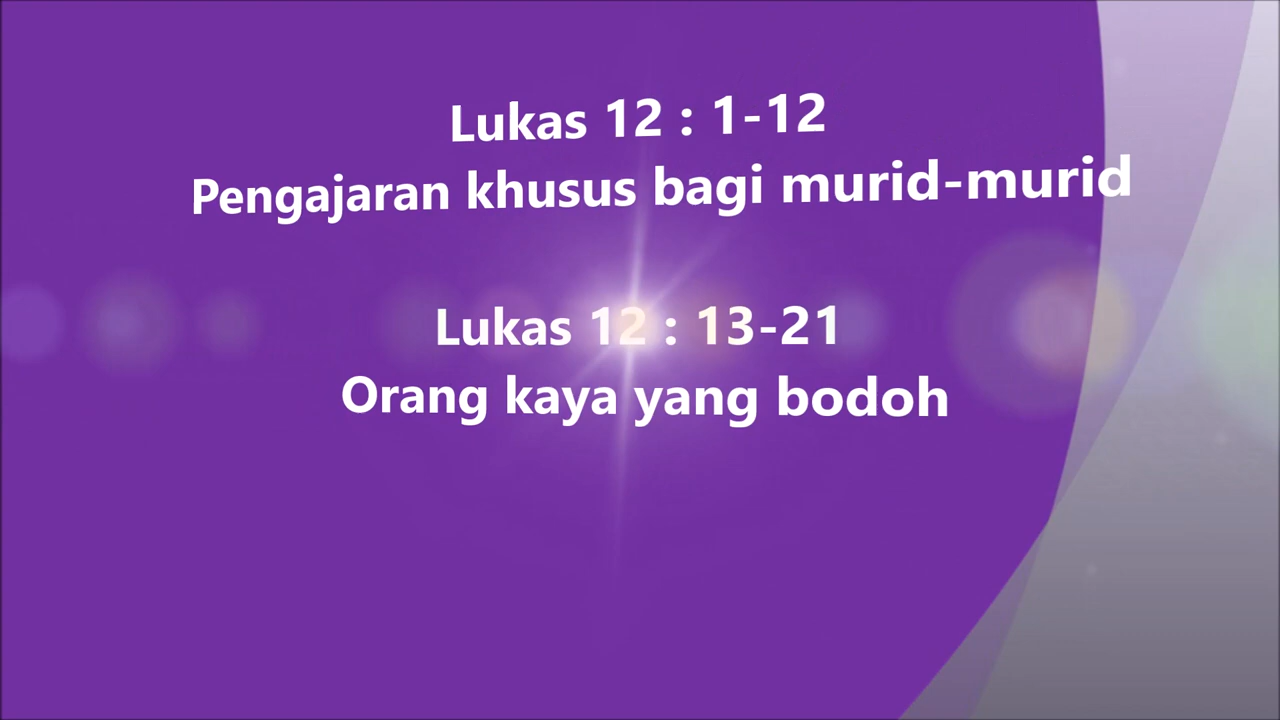 Lukas 12 : 1-12
Pengajaran khusus bagi murid-murid
Lukas 12 : 13-21
Orang kaya yang bodoh